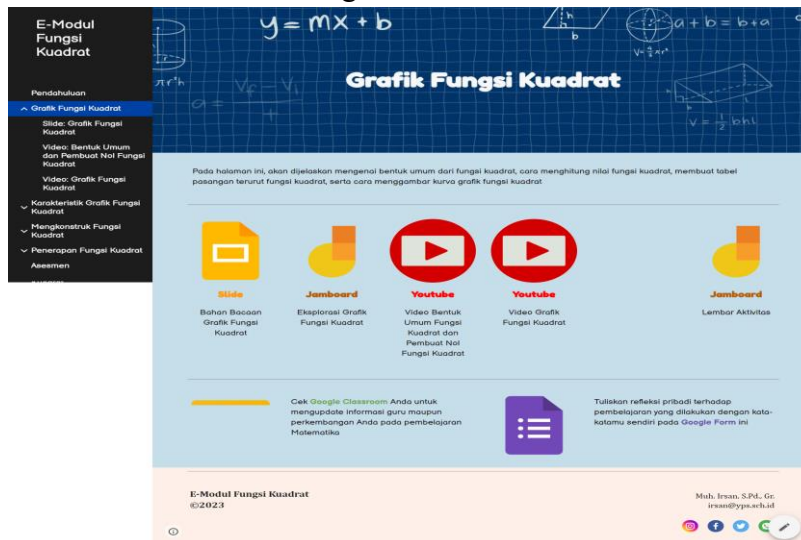 E-Modul
Fungsi
Kuadrat
Pendahuluan
Grafik Fungsi Kuadrat
Slide: Grafik Fungsi
Kuadrat
Video: Bentuk Umum
dan Pembuat Nol Fungsi
Kuadrat
Video: Grafik Fungsi
Kuadrat
Karakteristik Grafik Fungsi
Kuadrat
Mengkonstruk Fungsi
Kuadrat
Penerapan Fungsi Kuadrat
Asesmen
y = mx + b
h
b
a + b = b + a
πr²h
Grafik Fungsi Kuadrat
V = 1/2 bhl
Pada halaman ini, akan dijelaskan mengenai bentuk umum dari fungsi kuadrat, cara menghitung nilai fungsi kuadrat, membuat tabel
pasangan terurut fungsi kuadrat, serta cara menggambar kurva grafik fungsi kuadrat
Slide
Bahan Bacaan
Grafik Fungsi
Kuadrat
Jamboard
Eksplorasi Grafik
Fungsi Kuadrat
Youtube
Video Bentuk
Umum Fungsi
Kuadrat dan
Pembuat Nol
Fungsi Kuadrat
Youtube
Video Grafik
Fungsi Kuadrat
Jamboard
Lembar Aktivitas
Cek Google Classroom Anda untuk
mengupdate informasi guru maupun
perkembangan Anda pada pembelajaran
Matematika
Tuliskan refleksi pribadi terhadap
pembelajaran yang dilakukan dengan kata-
katamu sendiri pada Google Form ini
E-Modul Fungsi Kuadrat
©2023
Muh. Irsan, S.Pd., Gr.
irsan@yps.sch.id